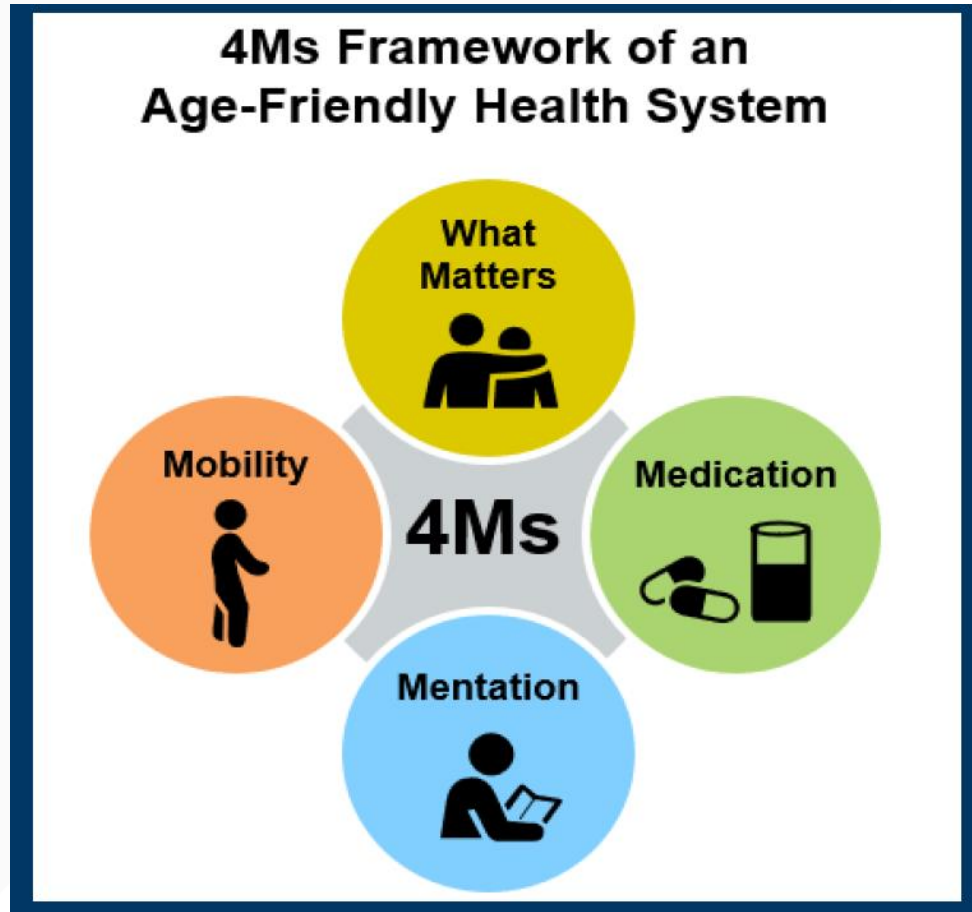 4Ms Framework of an
Age-Friendly Health System
What
Matters
Mobility
Medication
4Ms
Mentation